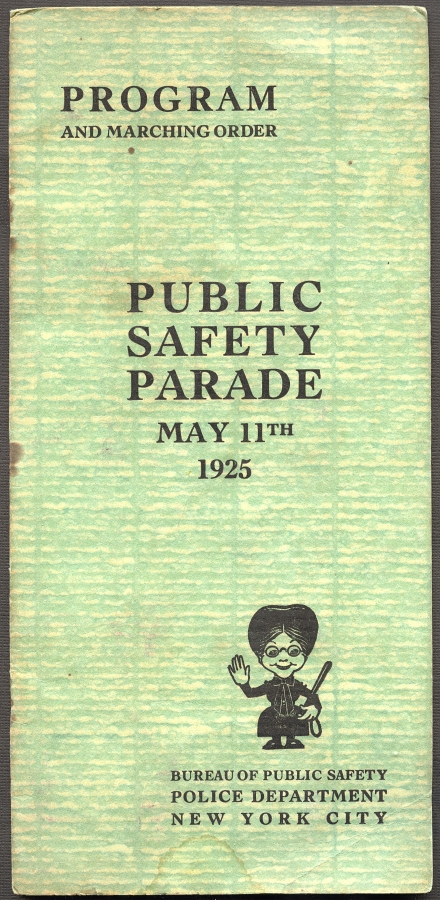 PROGRAM
AND MARCHING ORDER
PUBLIC
SAFETY
PARADE
MAY 11TH
1925
BUREAU OF PUBLIC SAFETY
POLICE DEPARTMENT
NEW YORK CITY